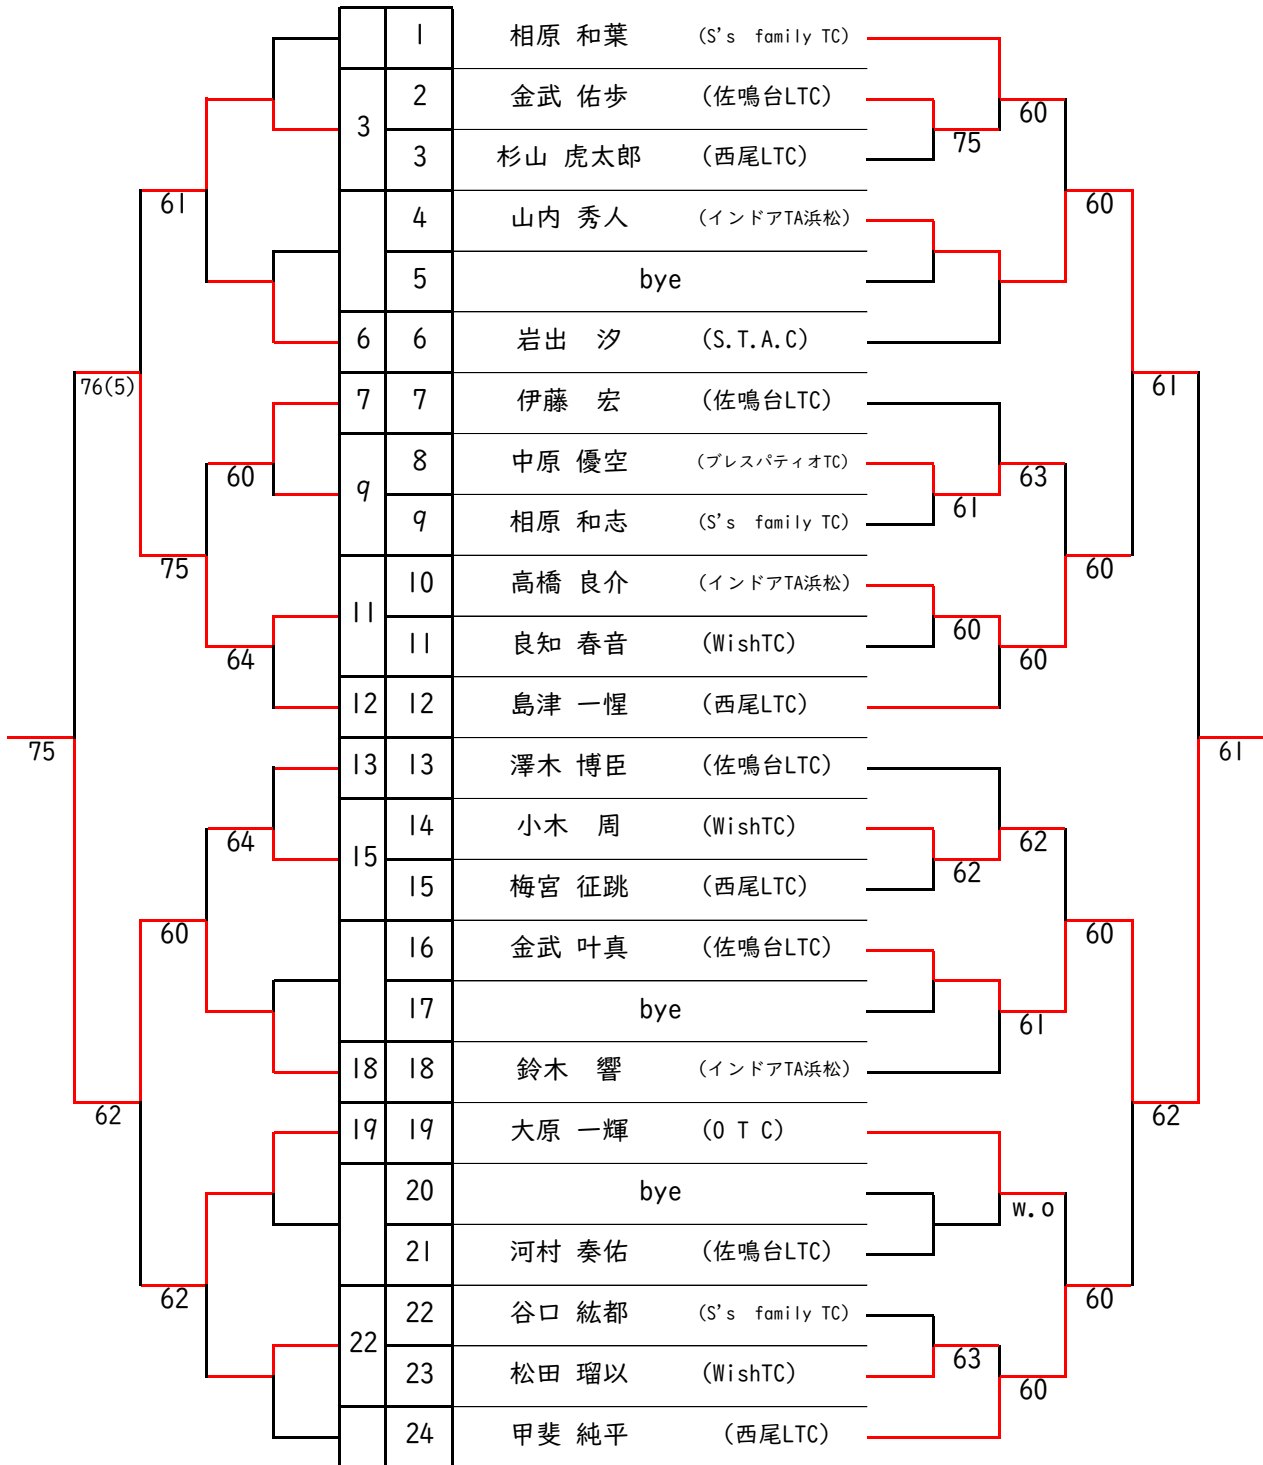 1 相原 和葉 (S's family TC)
2 金武 佑歩 (佐鳴台LTC) 60
3 75
3 杉山 虎太郎 (西尾LTC)
61 4 山内 秀人 (インドアTA浜松) 60
5 bye
6 6 岩出 汐 (S.T.A.C)
76(5) 7 7 伊藤 宏 (佐鳴台LTC) 61
60 8 中原 優空 (ブレスパティオTC) 63
9 61
9 相原 和志 (S's family TC)
75 10 高橋 良介 (インドアTA浜松) 60
11 60
64 11 良知 春音 (WishTC) 60
12 12 島津 一惺 (西尾LTC)
75 13 13 澤木 博臣 (佐鳴台LTC) 61
64 14 小木 周 (WishTC) 62
15 62
15 梅宮 征跳 (西尾LTC)
60 16 金武 叶真 (佐鳴台LTC) 60
17 bye 61
18 18 鈴木 響 (インドアTA浜松)
62 19 19 大原 一輝 (O T C) 62
20 bye w.o
21 河村 奏佑 (佐鳴台LTC)
62 22 谷口 紘都 (S's family TC) 60
22 63
23 松田 瑠以 (WishTC) 60
24 甲斐 純平 (西尾LTC)